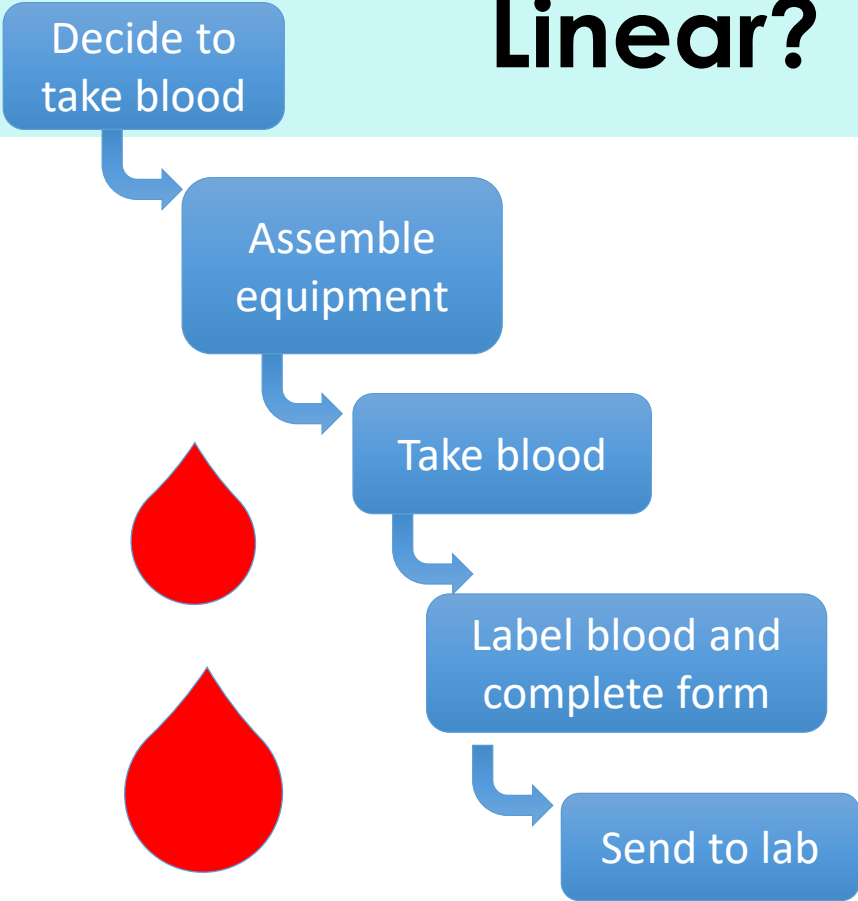 Linear?
Decide to
take blood
Assemble
equipment
Take blood
Label blood and
complete form
Send to lab